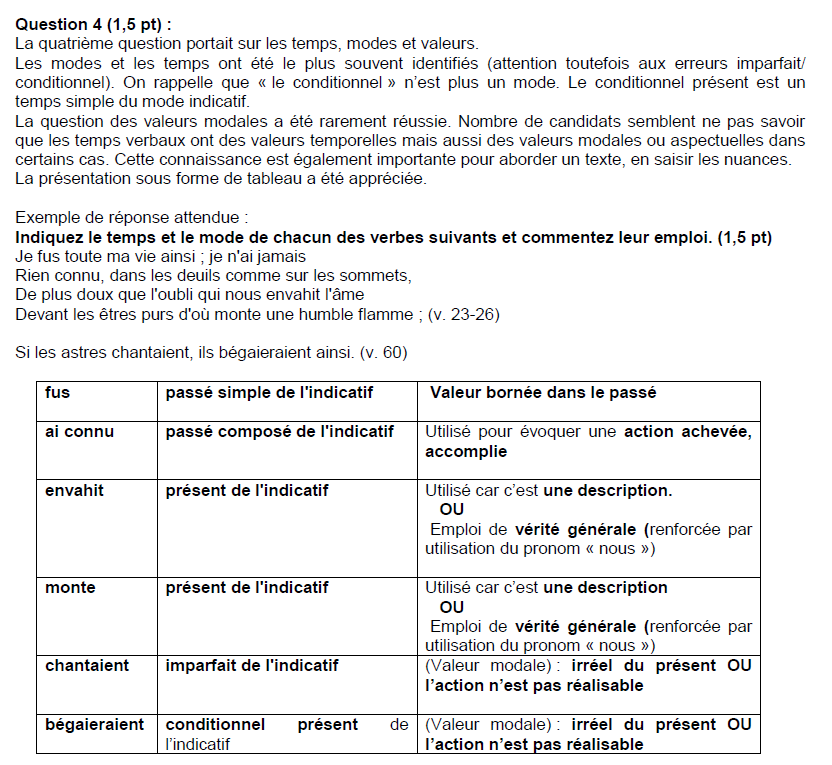 Question 4 (1,5 pt) :
La quatrième question portait sur les temps, modes et valeurs.
Les modes et les temps ont été le plus souvent identifiés (attention toutefois aux erreurs imparfait/
conditionnel). On rappelle que « le conditionnel » n'est plus un mode. Le conditionnel présent est un
temps simple du mode indicatif.
La question des valeurs modales a été rarement réussie. Nombre de candidats semblent ne pas savoir
que les temps verbaux ont des valeurs temporelles mais aussi des valeurs modales ou aspectuelles dans
certains cas. Cette connaissance est également importante pour aborder un texte, en saisir les nuances.
La présentation sous forme de tableau a été appréciée.
Exemple de réponse attendue :
Indiquez le temps et le mode de chacun des verbes suivants et commentez leur emploi. (1,5 pt)
Je fus toute ma vie ainsi ; je n'ai jamais
Rien connu, dans les deuils comme sur les sommets,
De plus doux que l'oubli qui nous envahit l'âme
Devant les êtres purs d'où monte une humble flamme ; (v. 23-26)
Si les astres chantaient, ils bégaieraient ainsi. (v. 60)
fus passé simple de l'indicatif Valeur bornée dans le passé
ai connu passé composé de l'indicatif Utilisé pour évoquer une action achevée,
accomplie
envahit présent de l'indicatif Utilisé car c'est une description.
OU
Emploi de vérité générale (renforcée par
utilisation du pronom « nous »)
monte présent de l'indicatif Utilisé car c'est une description
OU
Emploi de vérité générale (renforcée par
utilisation du pronom « nous »)
chantaient imparfait de l'indicatif (Valeur modale) : irréel du présent OU
l'action n'est pas réalisable
bégaieraient conditionnel présent de (Valeur modale) : irréel du présent OU
l'indicatif l'action n'est pas réalisable